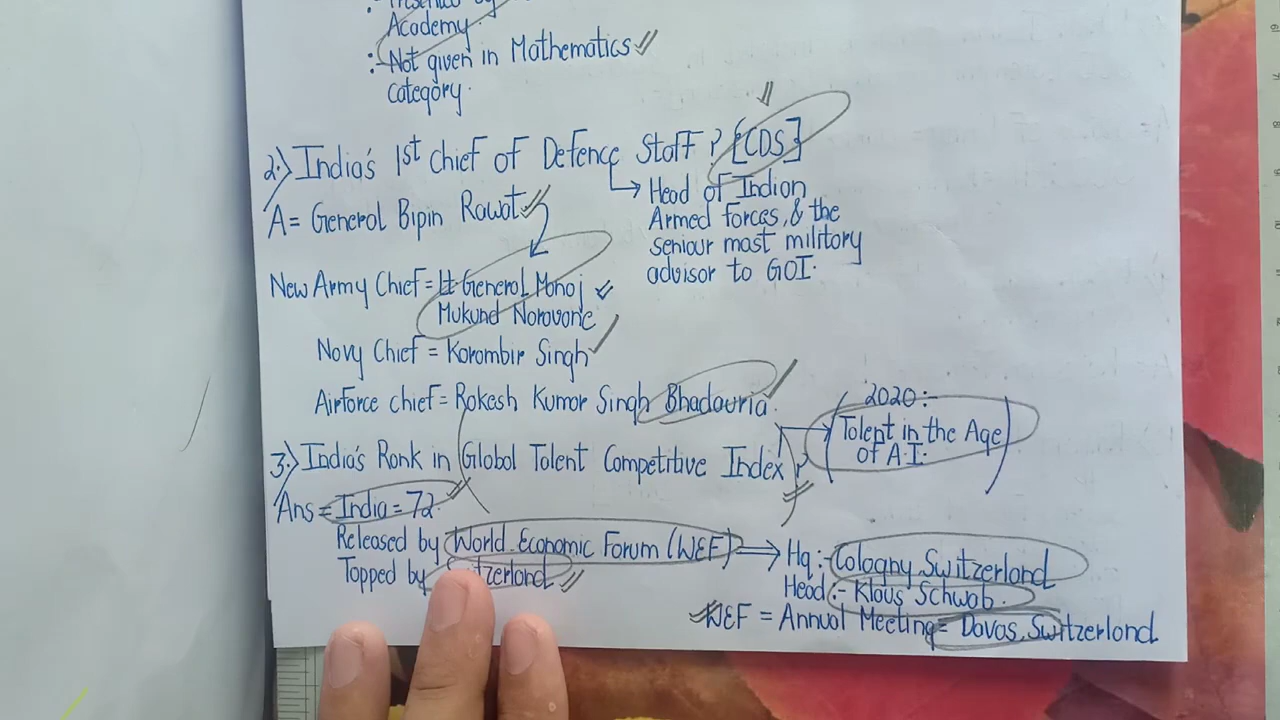 :- Presented by
Academy.
:- Not given in Mathematics
category.
2.) India's 1st chief of Defence Staff ? [CDS]
→ Head of Indian
Armed forces, & the
seniour most military
advisor to GOI.
A = General Bipin Rawat
New Army Chief = Lt General Manoj
Mukund Naravane
Navy Chief = Karambir Singh
Airforce chief = Rakesh Kumar Singh Bhadauria.
3.) India's Rank in Global Talent Competitive Index ?
→ 2020:-
Talent in the Age
of A.I.
Ans = India = 72.
Released by World Economic Forum (WEF) ⇒ Hq :- Cologny Switzerland
Topped by Switzerland
Head :- Klaus Schwab.
WEF = Annual Meeting = Davos, Switzerland